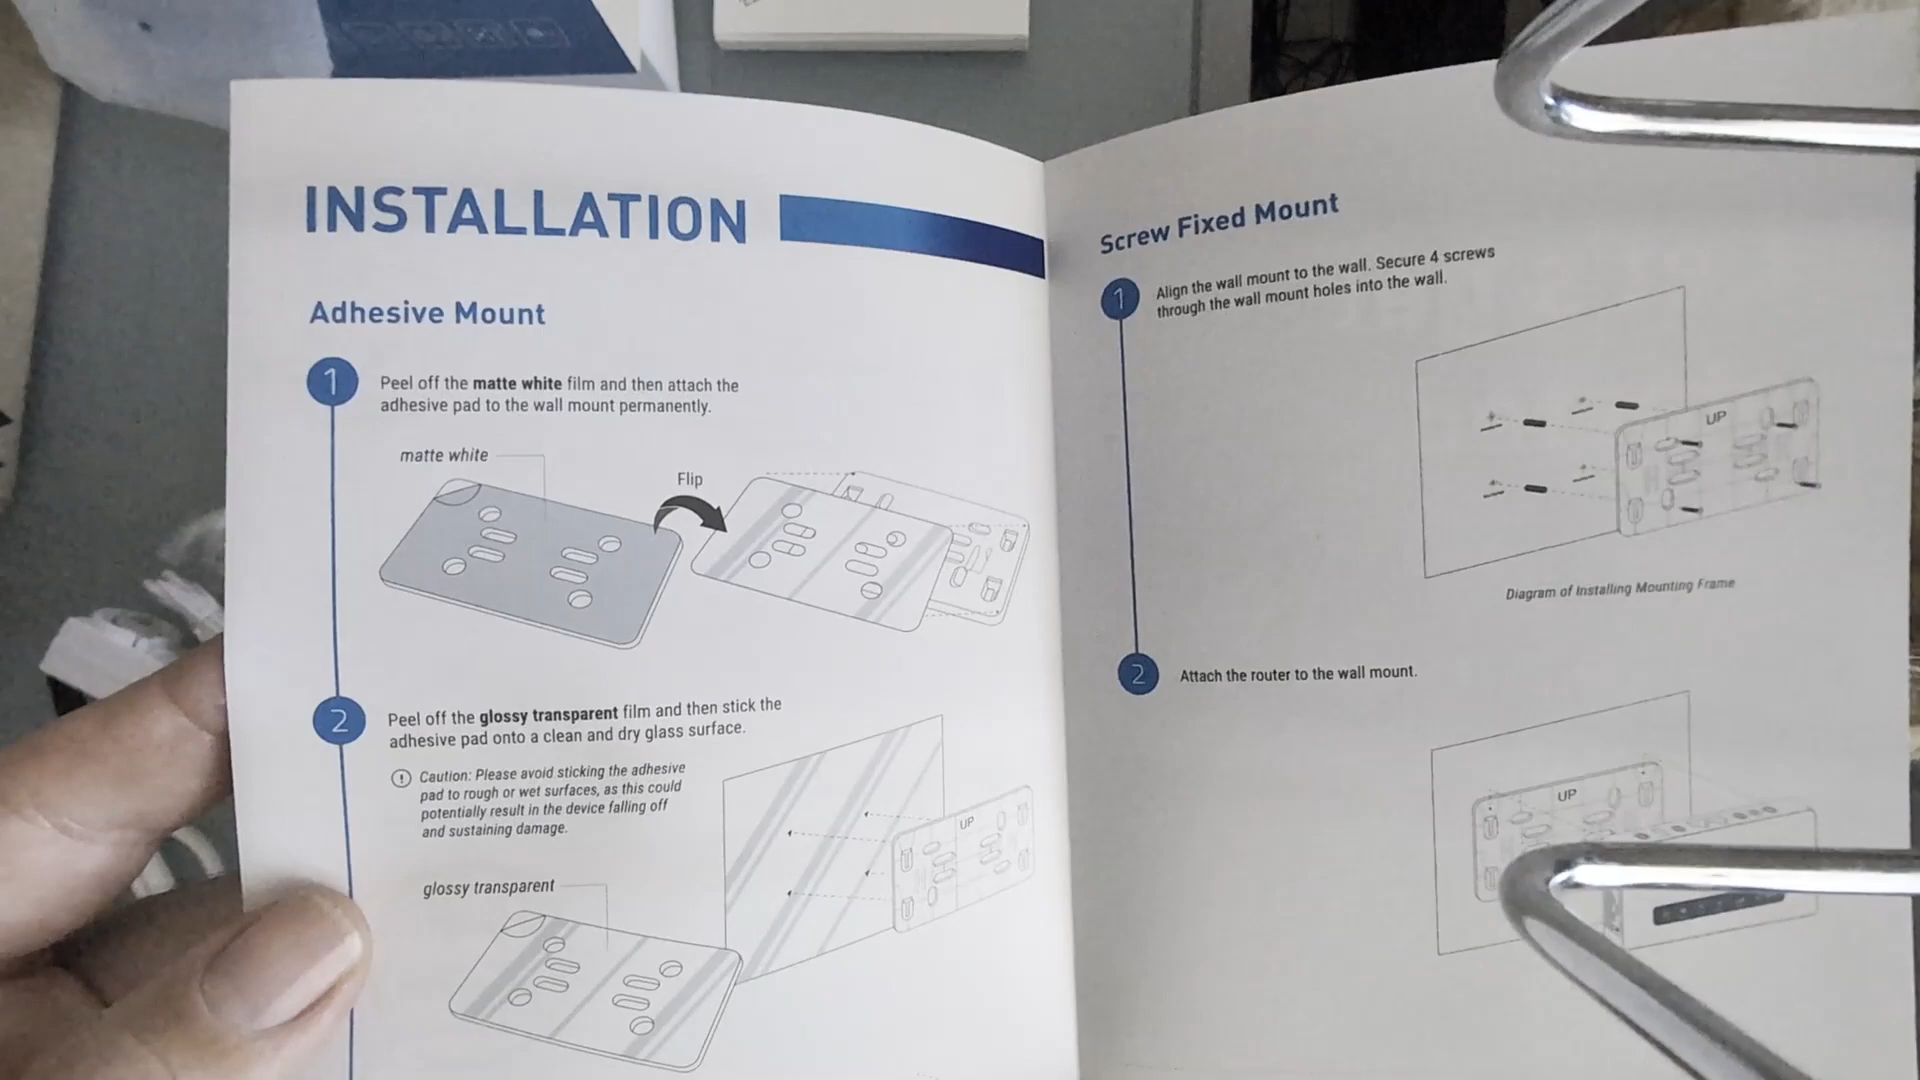 INSTALLATION
Adhesive Mount
1
Peel off the matte white film and then attach the
adhesive pad to the wall mount permanently.
matte white
Flip
2
Peel off the glossy transparent film and then stick the
adhesive pad onto a clean and dry glass surface.
! Caution: Please avoid sticking the adhesive
pad to rough or wet surfaces, as this could
potentially result in the device falling off
and sustaining damage.
UP
glossy transparent
Screw Fixed Mount
1
Align the wall mount to the wall. Secure 4 screws
through the wall mount holes into the wall.
UP
Diagram of Installing Mounting Frame
2
Attach the router to the wall mount.
UP